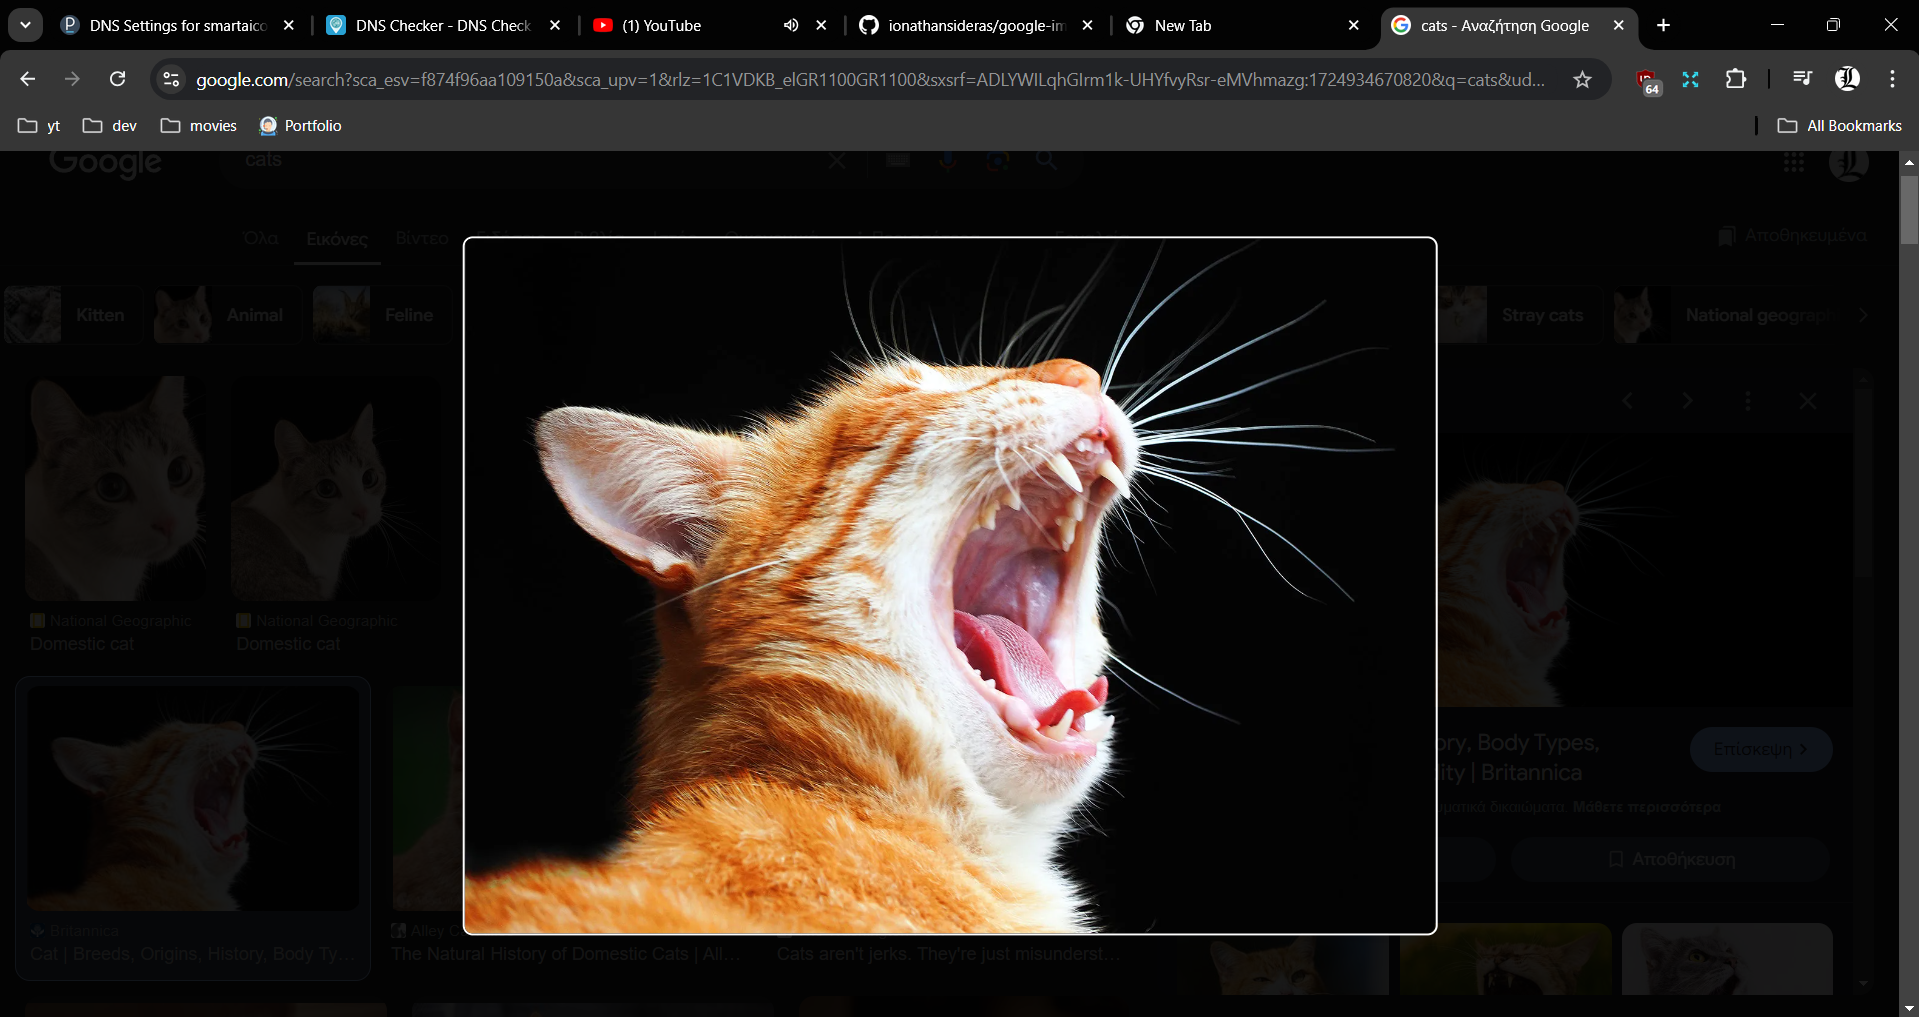 DNS Settings for smartaico
DNS Checker - DNS Check
(1) YouTube
ionathansideras/google-im
New Tab
cats - Αναζήτηση Google
google.com/search?sca_esv=f874f96aa109150a&sca_upv=1&rlz=1C1VDKB_elGR1100GR1100&sxsrf=ADLYWILqhGIrm1k-UHYfvyRsr-eMVhmazg:1724934670820&q=cats&ud...
64
yt
dev
movies
Portfolio
All Bookmarks
Google
cats
Όλα
Εικόνες
Βίντεο
Αποθηκευμένα
Kitten
Animal
Feline
Stray cats
National geograph
National Geographic
Domestic cat
National Geographic
Domestic cat
ory, Body Types,
ity | Britannica
Επίσκεψη
ματικά δικαιώματα. Μάθετε περισσότερα
Αποθήκευση
Britannica
Cat | Breeds, Origins, History, Body Ty...
Alley C
The Natural History of Domestic Cats | All...
Cats aren't jerks. They're just misunderst...